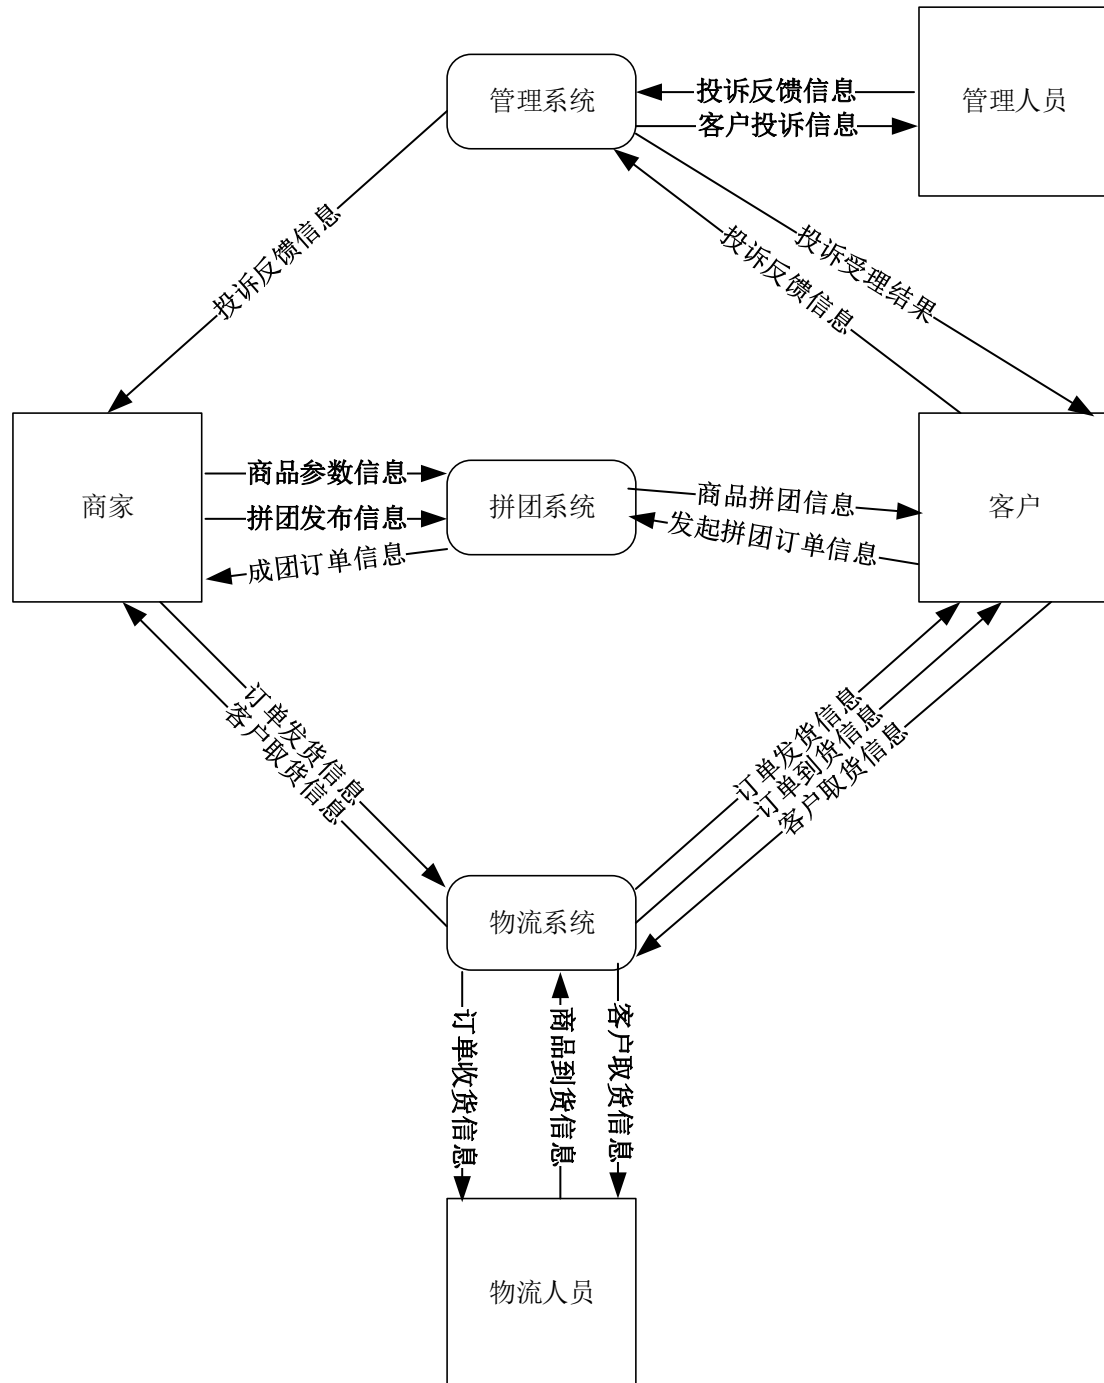 管理系统
管理人员
投诉反馈信息
客户投诉信息
投诉反馈信息
投诉受理结果
投诉反馈信息
商家
商品参数信息
拼团发布信息
成团订单信息
拼团系统
商品拼团信息
发起拼团订单信息
客户
订单发货信息
客户取货信息
订单发货信息
订单到货信息
客户取货信息
物流系统
订单收货信息
商品到货信息
客户取货信息
物流人员